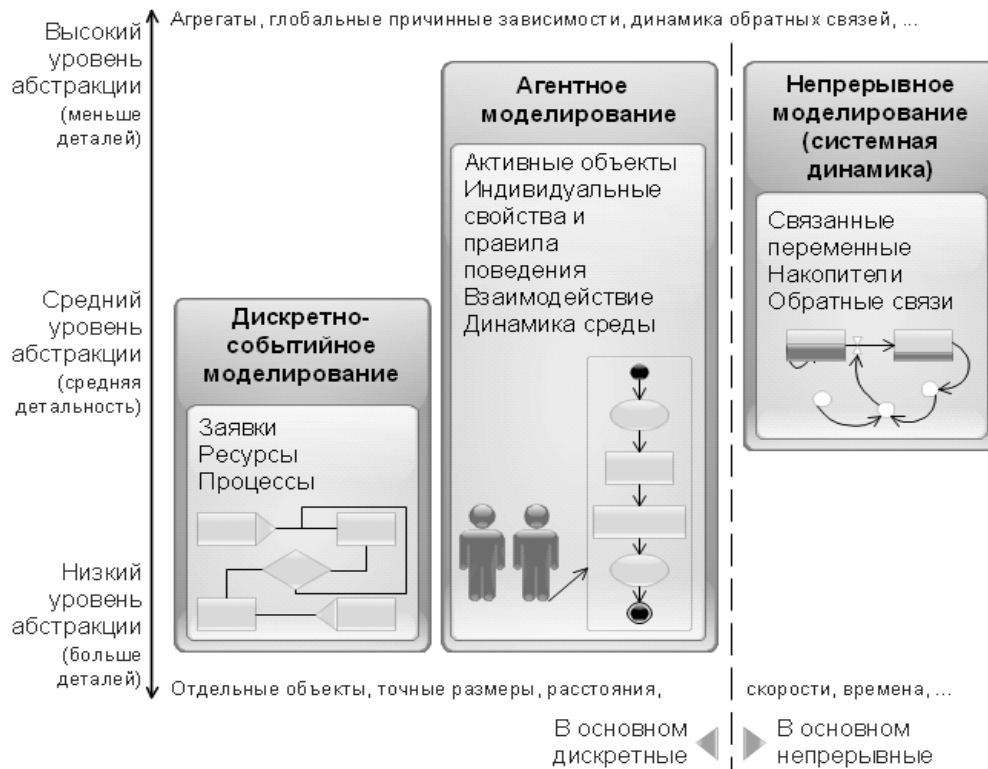 Агрегаты, глобальные причинные зависимости, динамика обратных связей, ...
Высокий
уровень
абстракции
(меньше
деталей)
Средний
уровень
абстракции
(средняя
детальность)
Низкий
уровень
абстракции
(больше
деталей)
Дискретно-
событийное
моделирование
Заявки
Ресурсы
Процессы
Агентное
моделирование
Активные объекты
Индивидуальные
свойства и
правила
поведения
Взаимодействие
Динамика среды
Непрерывное
моделирование
(системная
динамика)
Связанные
переменные
Накопители
Обратные связи
Отдельные объекты, точные размеры, расстояния, скорости, времена, ...
В основном
дискретные
В основном
непрерывные